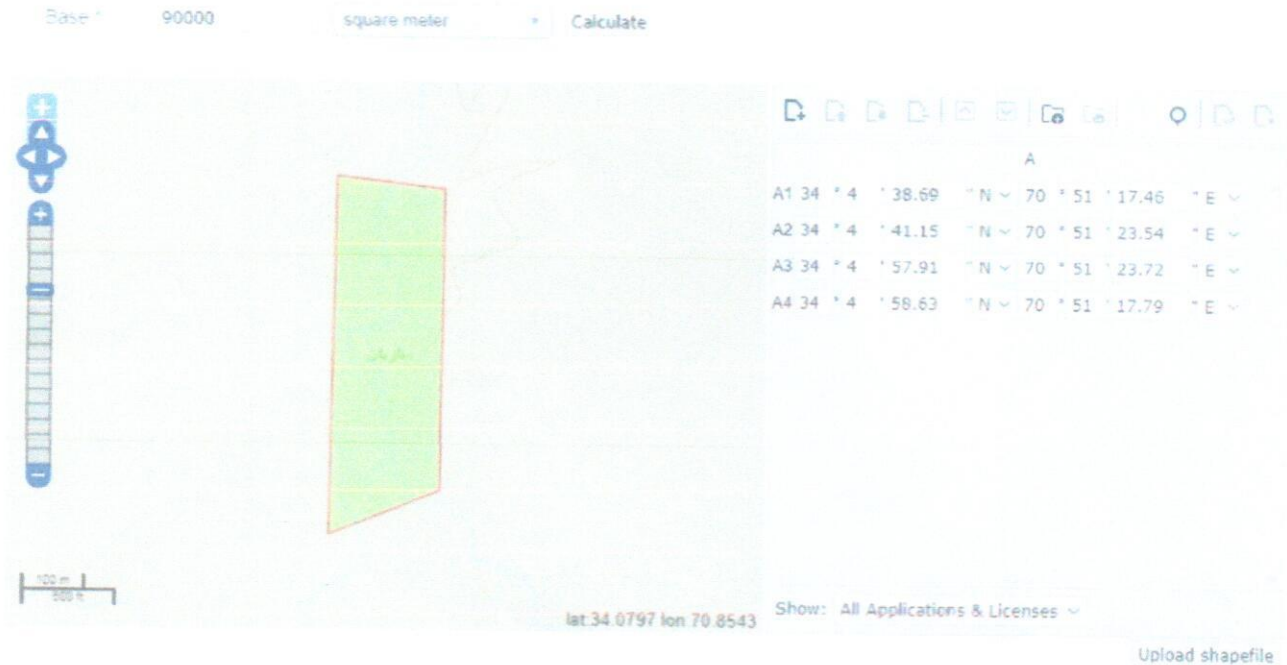 Base * 90000 square meter Calculate
A
A1 34 ° 4 ' 38.69 " N 70 ° 51 ' 17.46 " E
A2 34 ° 4 ' 41.15 " N 70 ° 51 ' 23.54 " E
A3 34 ° 4 ' 57.91 " N 70 ° 51 ' 23.72 " E
A4 34 ° 4 ' 58.63 " N 70 ° 51 ' 17.79 " E
100 m
500 ft
lat:34.0797 lon 70.8543
Show: All Applications & Licenses
Upload shapefile